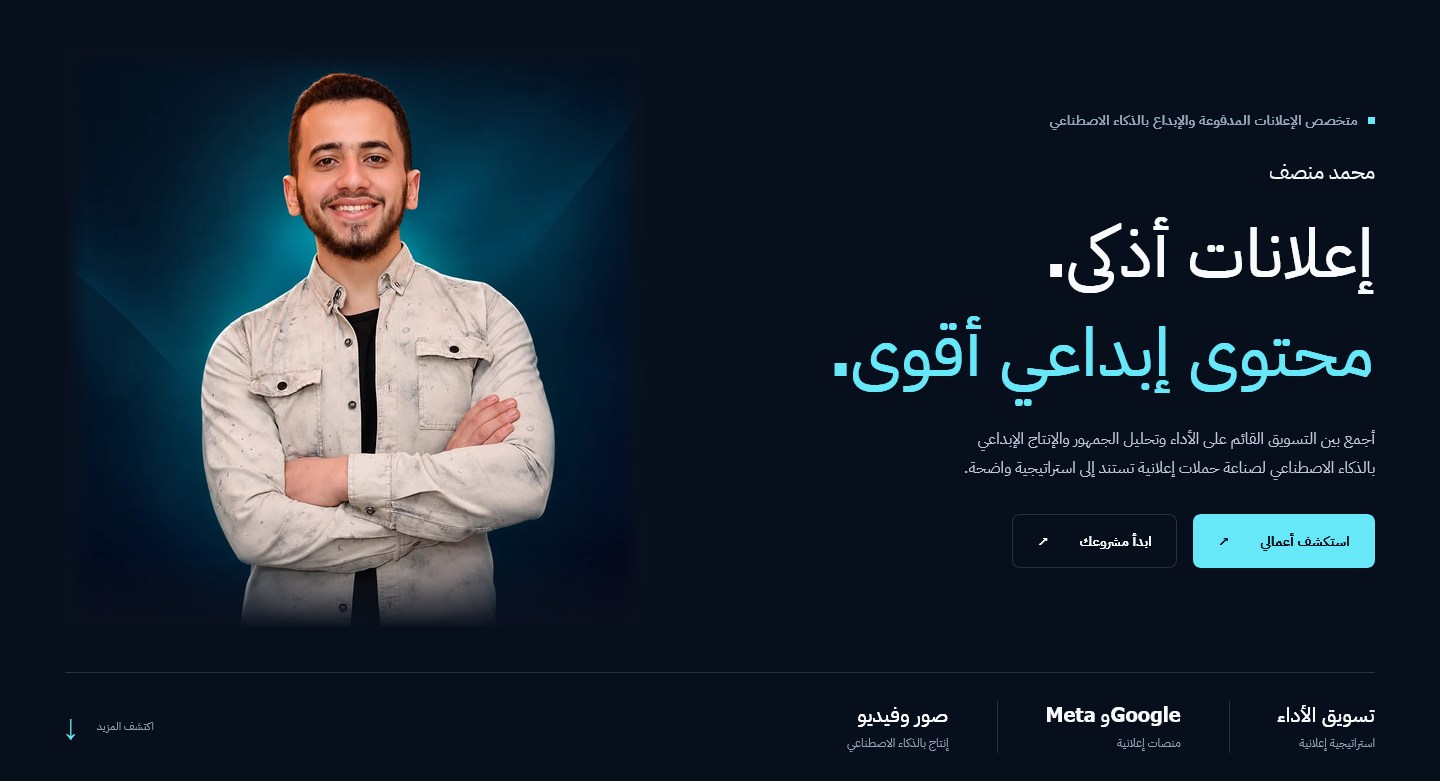 متخصص الإعلانات المدفوعة والإبداع بالذكاء الاصطناعي
محمد منصف
إعلانات أذكى.
محتوى إبداعي أقوى.
أجمع بين التسويق القائم على الأداء وتحليل الجمهور والإنتاج الإبداعي
بالذكاء الاصطناعي لصناعة حملات إعلانية تستند إلى استراتيجية واضحة.
استكشف أعمالي ↗
ابدأ مشروعك ↗
تسويق الأداء
استراتيجية إعلانية
Googleو Meta
منصات إعلانية
صور وفيديو
إنتاج بالذكاء الاصطناعي
اكتشف المزيد ↓